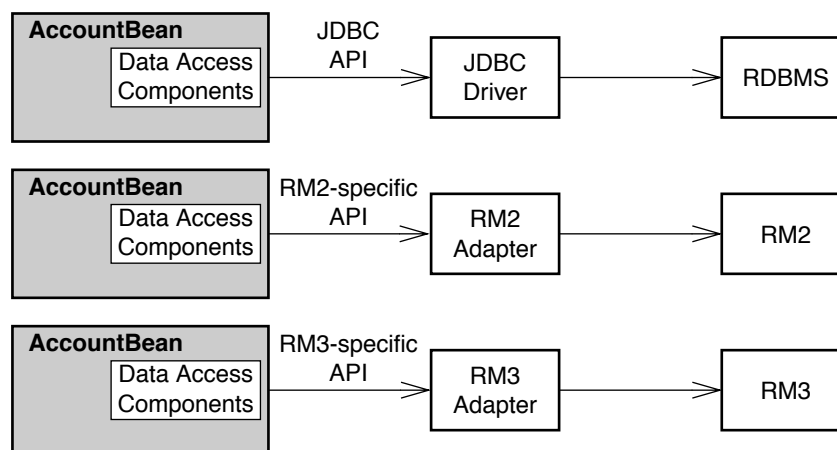 AccountBean
Data Access
Components
JDBC
API
JDBC
Driver
RDBMS
AccountBean
Data Access
Components
RM2-specific
API
RM2
Adapter
RM2
AccountBean
Data Access
Components
RM3-specific
API
RM3
Adapter
RM3